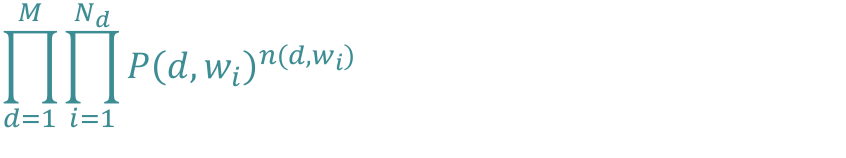 ∏_{d=1}^{M} ∏_{i=1}^{N_d} P(d, w_i)^{n(d,w_i)}